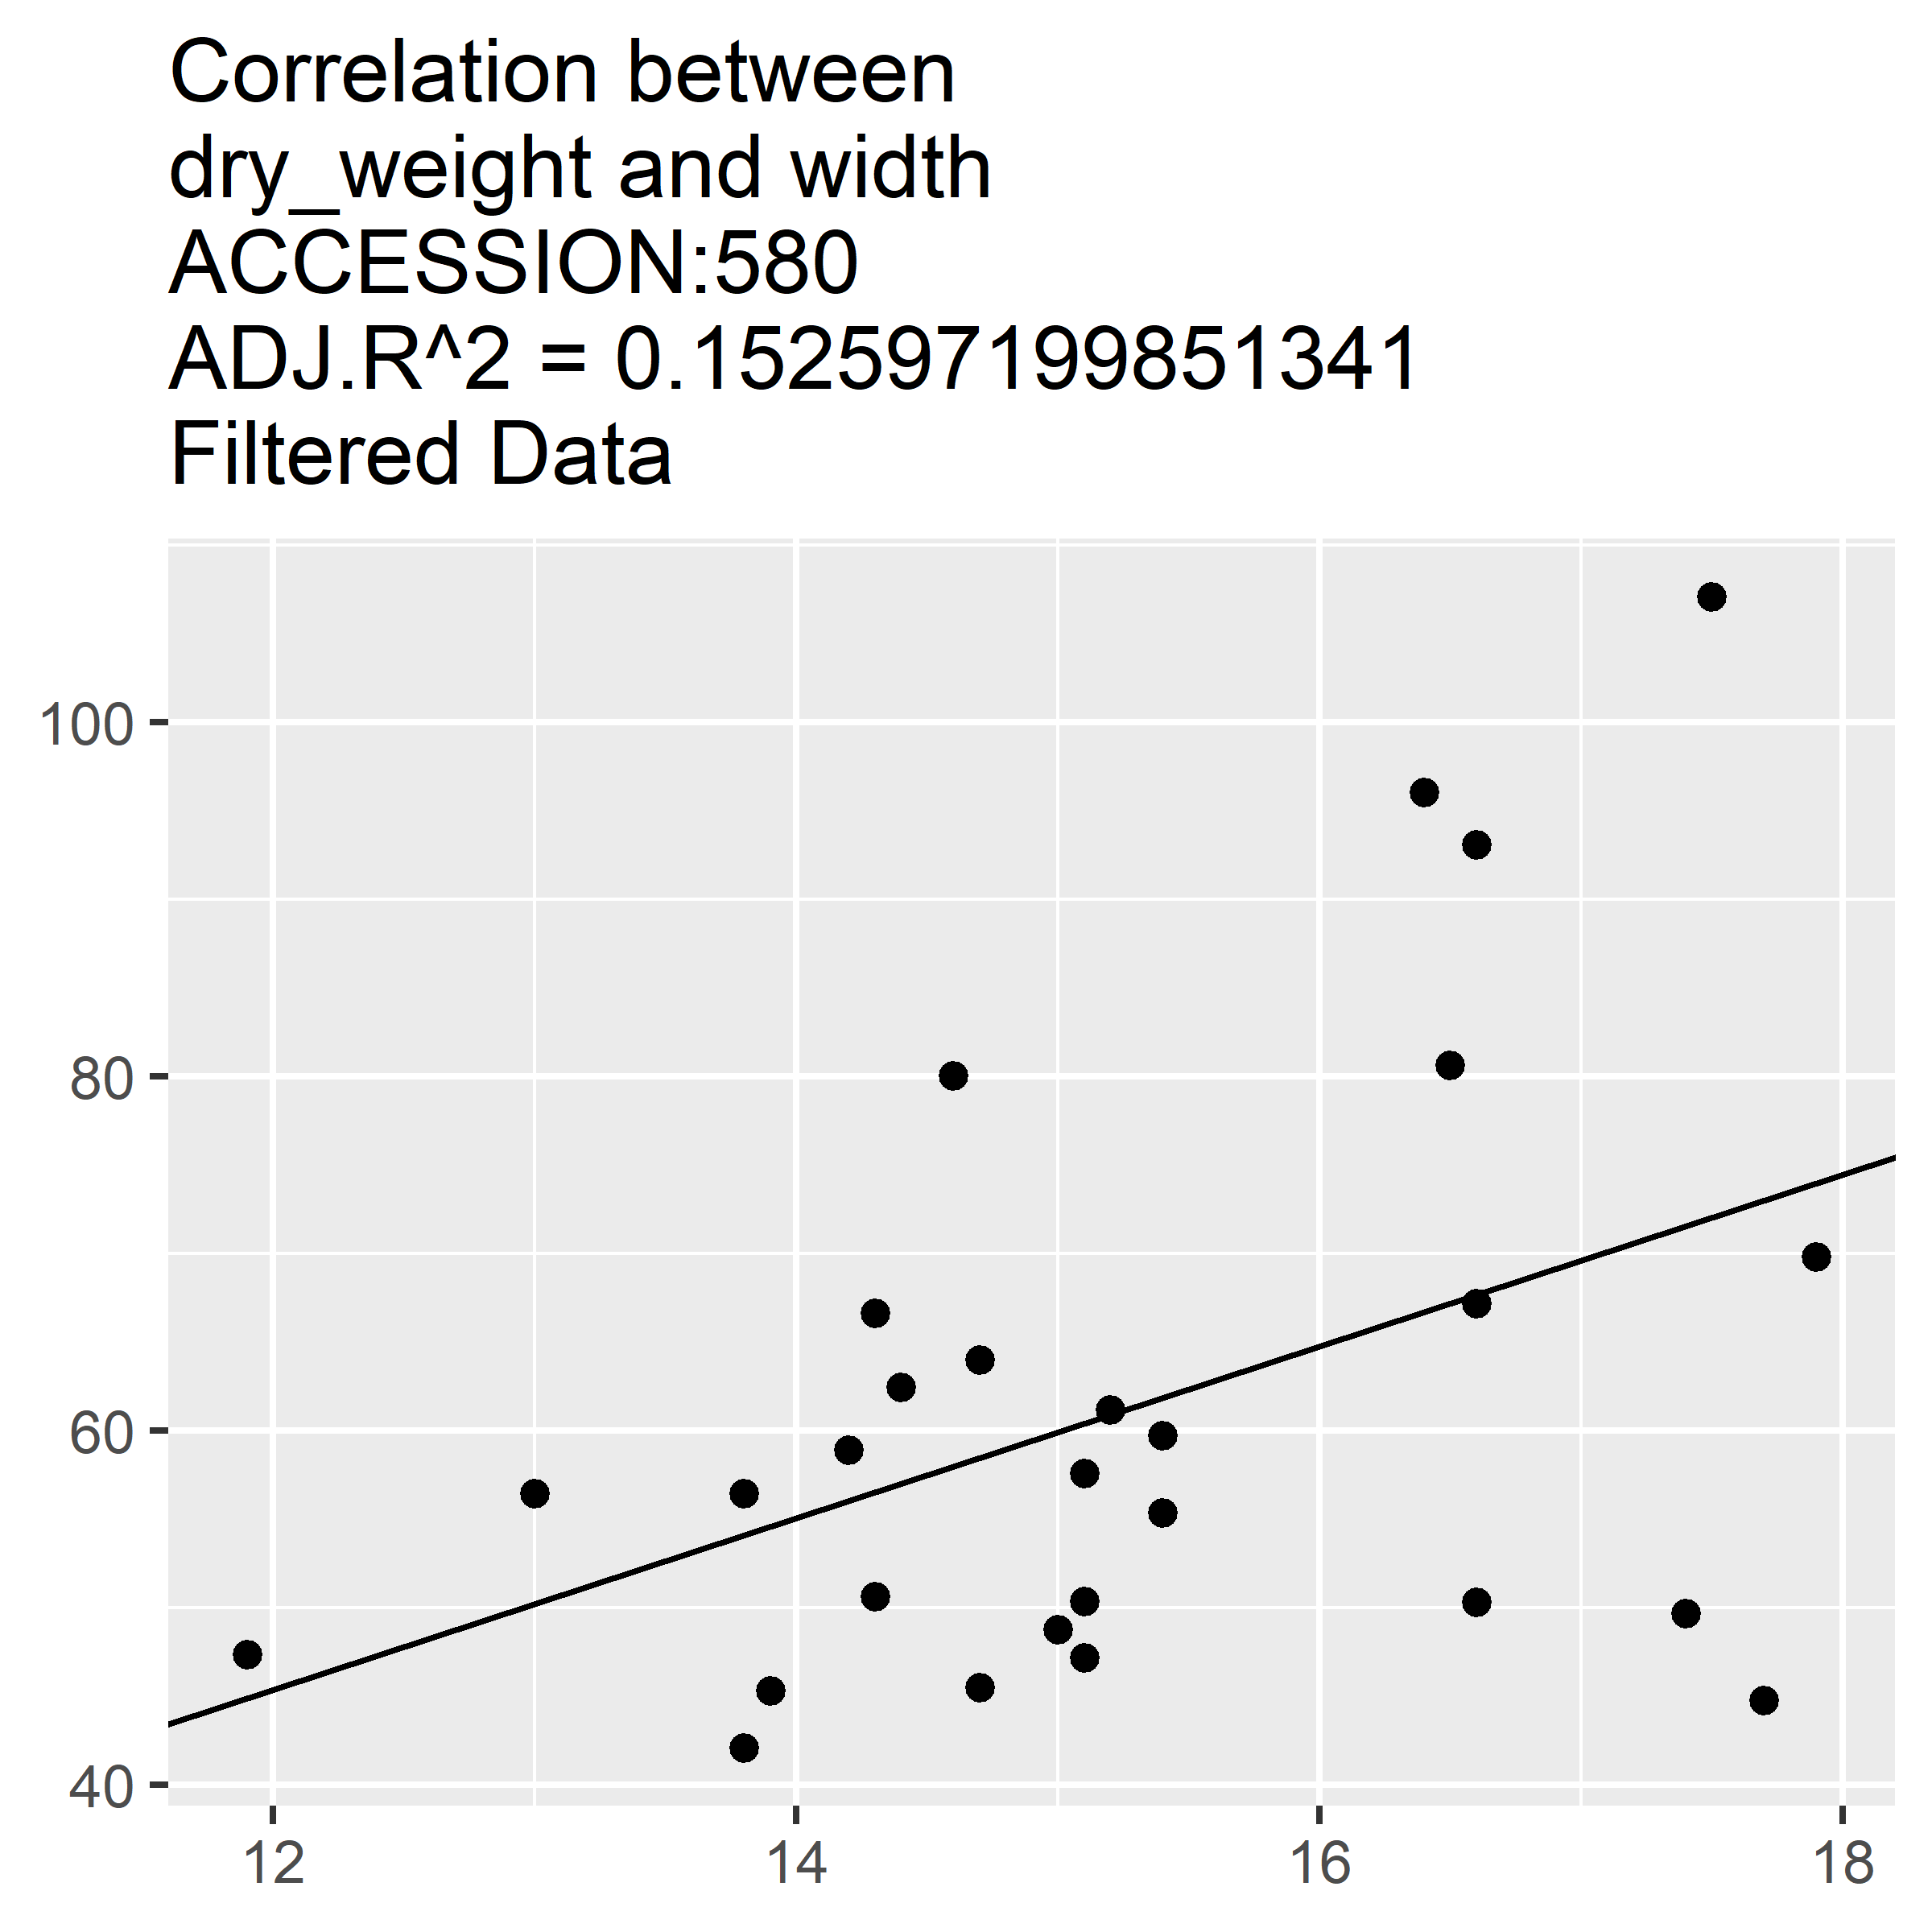 Correlation between
dry_weight and width
ACCESSION:580
ADJ.R^2 = 0.152597199851341
Filtered Data
100
80
60
40
12 14 16 18